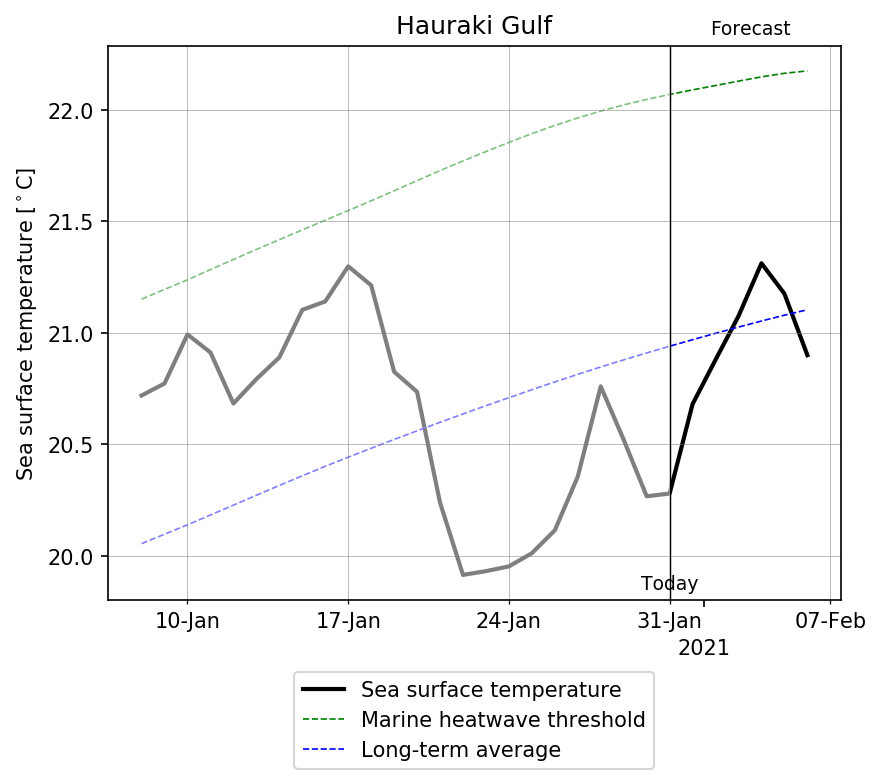 Hauraki Gulf
Forecast
Sea surface temperature [°C]
22.0
21.5
21.0
20.5
20.0
Today
10-Jan
17-Jan
24-Jan
31-Jan
07-Feb
2021
Sea surface temperature
Marine heatwave threshold
Long-term average